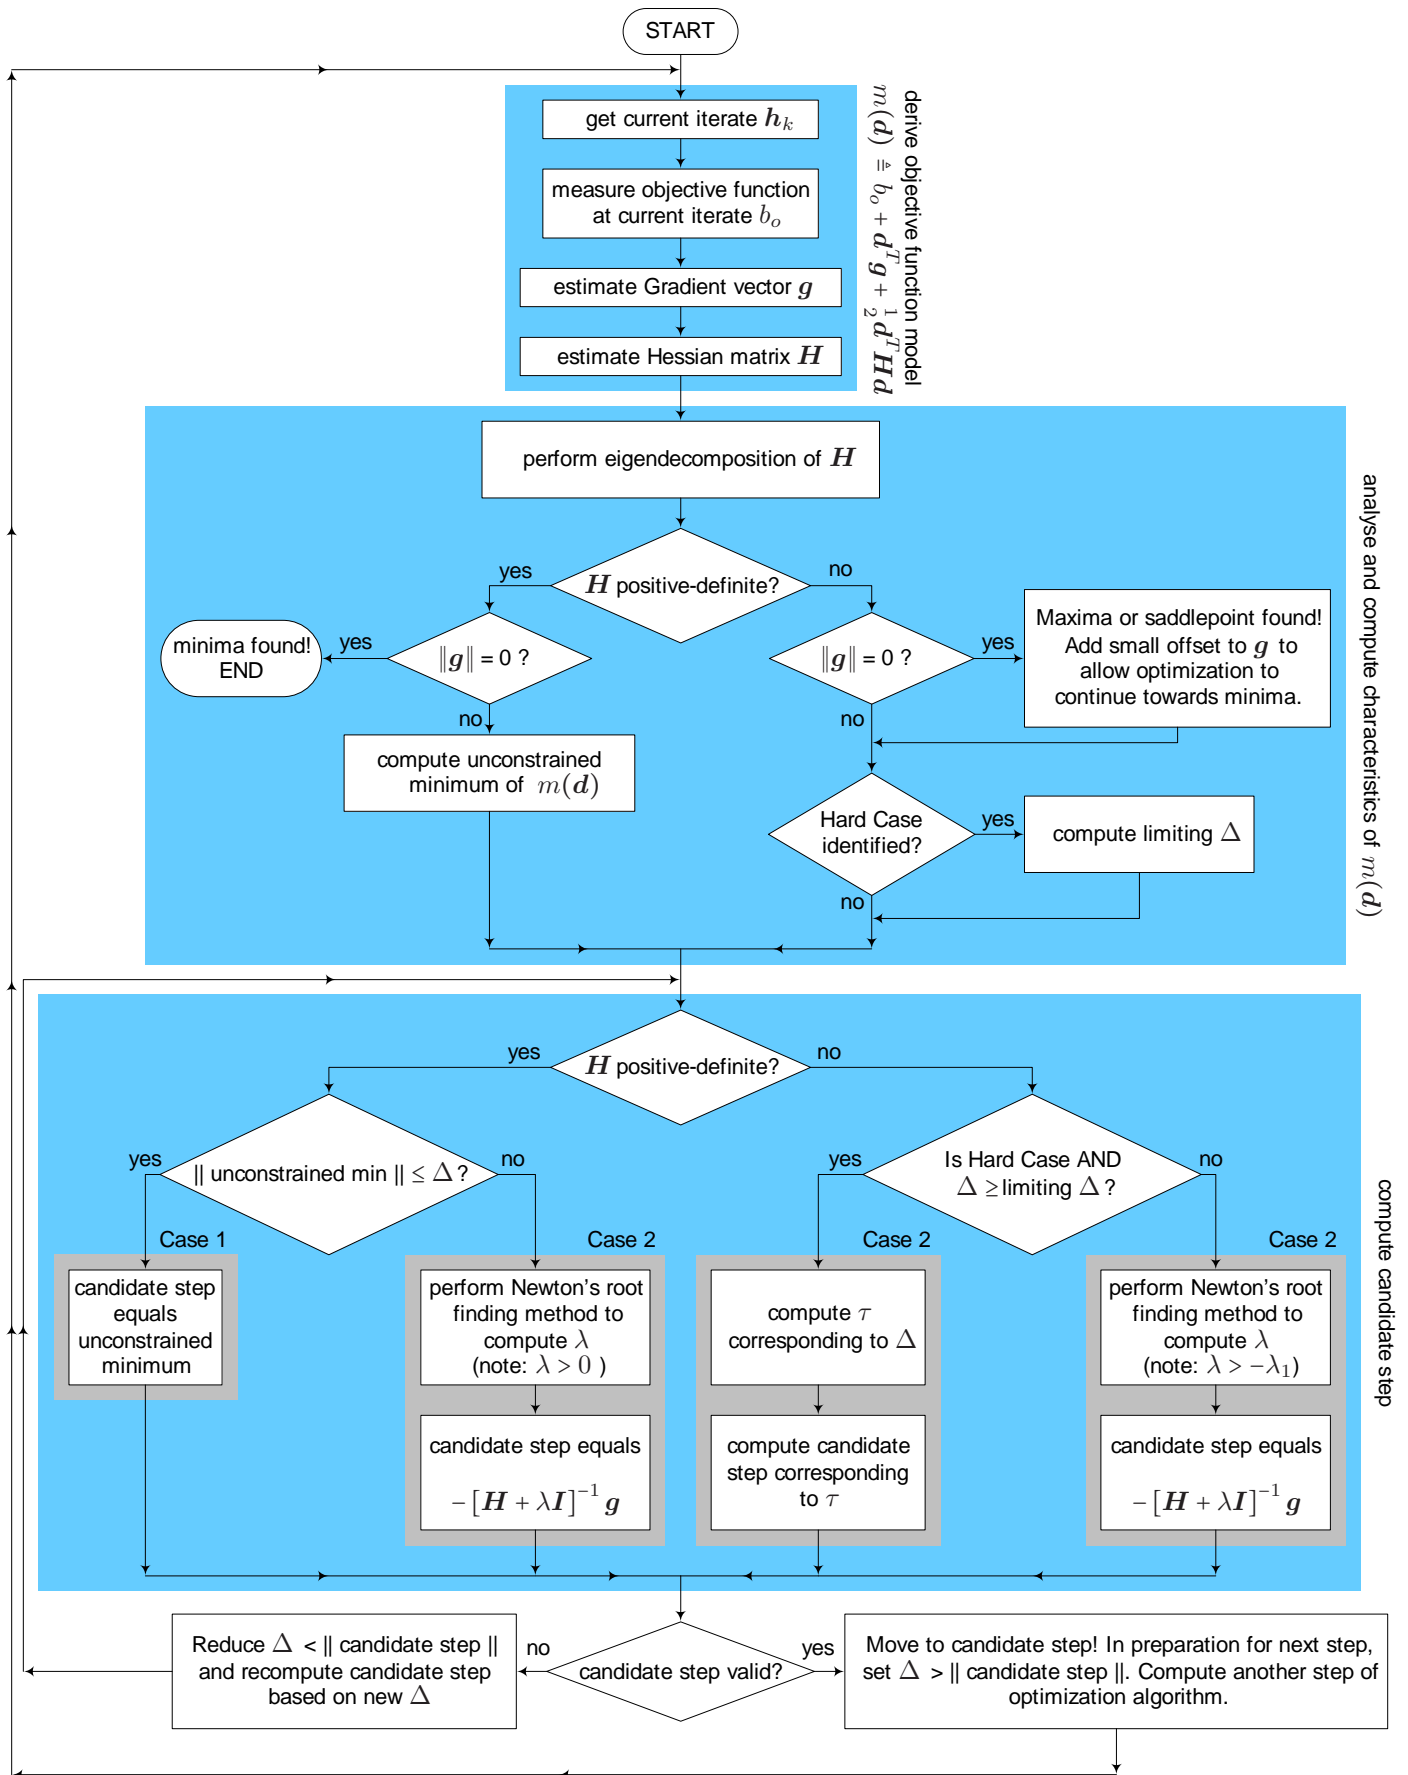 START
get current iterate h_k
measure objective function
at current iterate b_o
estimate Gradient vector g
estimate Hessian matrix H
derive objective function model
m(d) ≜ b_o + d^T g + 1/2 d^T H d
perform eigendecomposition of H
H positive-definite?
yes
no
‖g‖ = 0 ?
yes
minima found!
END
no
compute unconstrained
minimum of m(d)
‖g‖ = 0 ?
yes
Maxima or saddlepoint found!
Add small offset to g to
allow optimization to
continue towards minima.
no
Hard Case
identified?
yes
compute limiting Δ
no
analyse and compute characteristics of m(d)
H positive-definite?
yes
no
|| unconstrained min || ≤ Δ ?
yes
no
Is Hard Case AND
Δ ≥ limiting Δ ?
yes
no
Case 1
candidate step
equals
unconstrained
minimum
Case 2
perform Newton's root
finding method to
compute λ
(note: λ > 0 )
candidate step equals
−[H + λI]^−1 g
Case 2
compute τ
corresponding to Δ
compute candidate
step corresponding
to τ
Case 2
perform Newton's root
finding method to
compute λ
(note: λ > −λ_1)
candidate step equals
−[H + λI]^−1 g
compute candidate step
candidate step valid?
no
Reduce Δ < || candidate step ||
and recompute candidate step
based on new Δ
yes
Move to candidate step! In preparation for next step,
set Δ > || candidate step ||. Compute another step of
optimization algorithm.